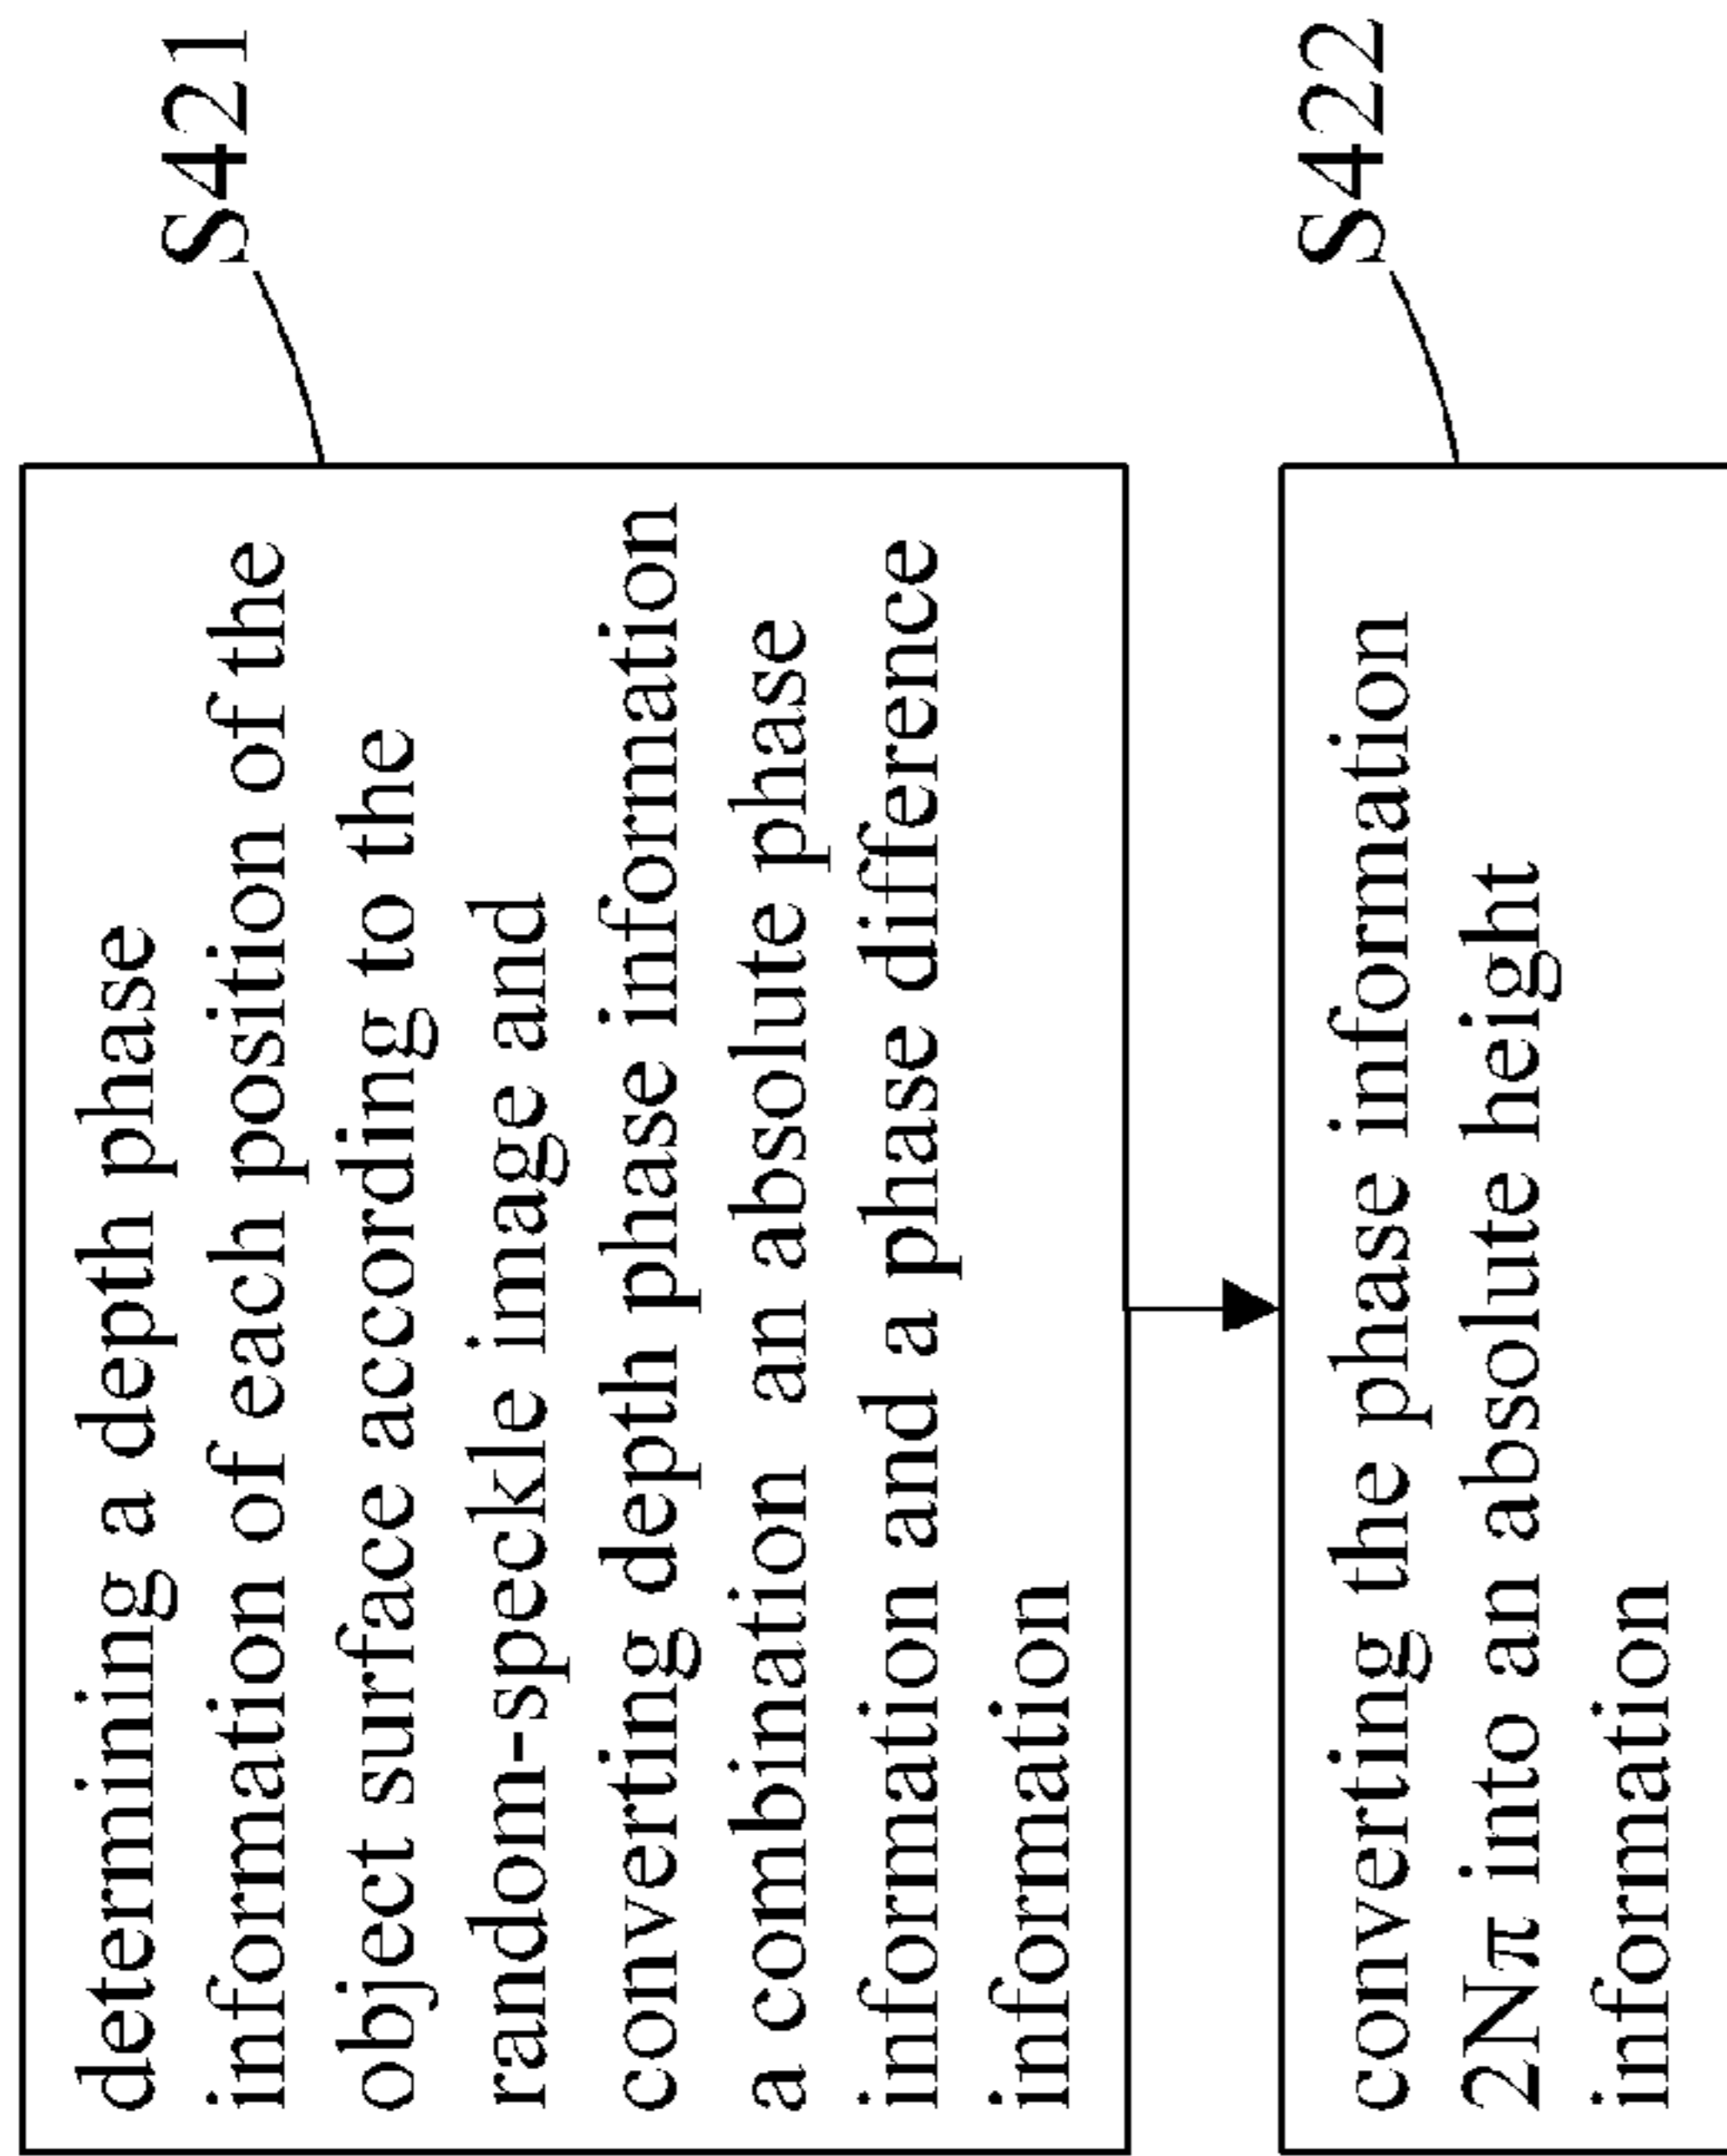 determining a depth phase
information of each position of the
object surface according to the
random-speckle image and
converting depth phase information
a combination an absolute phase
information and a phase difference
information
S421
converting the phase information
2Nπ into an absolute height
information
S422